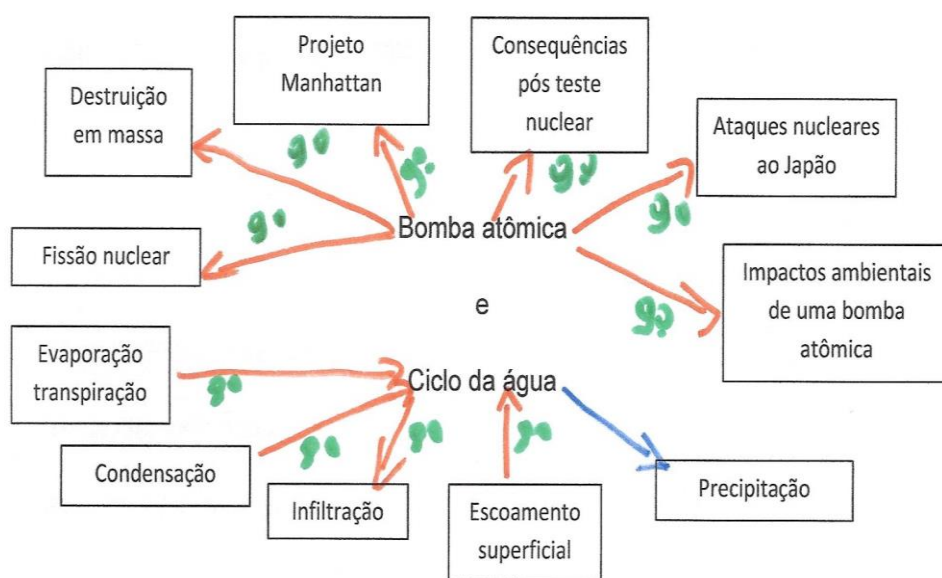 Projeto
Manhattan
Consequências
pós teste
nuclear
Destruição
em massa
Ataques nucleares
ao Japão
Bomba atômica
Fissão nuclear
Impactos ambientais
de uma bomba
atômica
e
Evaporação
transpiração
Ciclo da água
Condensação
Infiltração
Escoamento
superficial
Precipitação